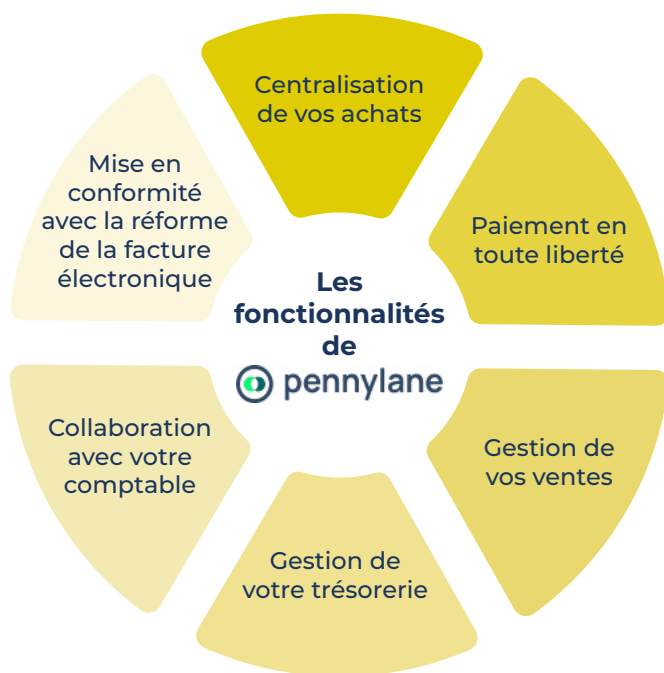 Centralisation
de vos achats
Paiement en
toute liberté
Gestion de
vos ventes
Gestion de
votre trésorerie
Collaboration
avec votre
comptable
Mise en
conformité
avec la réforme
de la facture
électronique
Les
fonctionnalités
de
pennylane